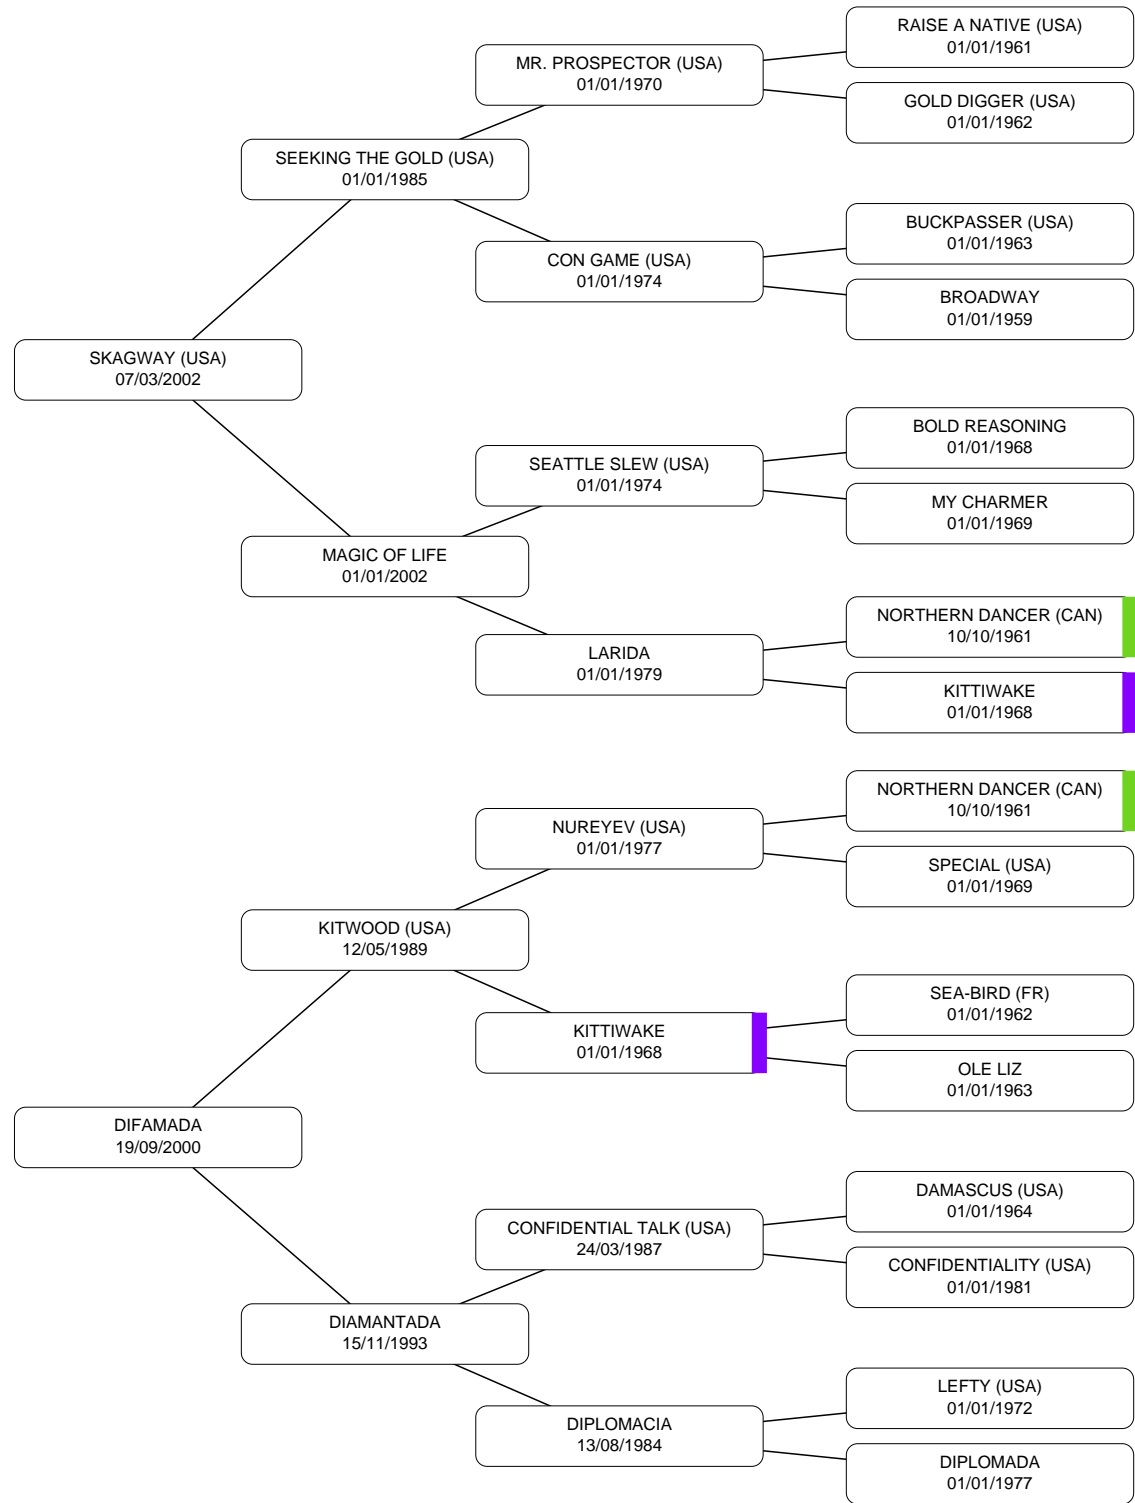 RAISE A NATIVE (USA)
01/01/1961
MR. PROSPECTOR (USA)
01/01/1970
GOLD DIGGER (USA)
01/01/1962
SEEKING THE GOLD (USA)
01/01/1985
BUCKPASSER (USA)
01/01/1963
CON GAME (USA)
01/01/1974
BROADWAY
01/01/1959
SKAGWAY (USA)
07/03/2002
BOLD REASONING
01/01/1968
SEATTLE SLEW (USA)
01/01/1974
MY CHARMER
01/01/1969
MAGIC OF LIFE
01/01/2002
NORTHERN DANCER (CAN)
10/10/1961
LARIDA
01/01/1979
KITTIWAKE
01/01/1968
NORTHERN DANCER (CAN)
10/10/1961
NUREYEV (USA)
01/01/1977
SPECIAL (USA)
01/01/1969
KITWOOD (USA)
12/05/1989
SEA-BIRD (FR)
01/01/1962
KITTIWAKE
01/01/1968
OLE LIZ
01/01/1963
DIFAMADA
19/09/2000
DAMASCUS (USA)
01/01/1964
CONFIDENTIAL TALK (USA)
24/03/1987
CONFIDENTIALITY (USA)
01/01/1981
DIAMANTADA
15/11/1993
LEFTY (USA)
01/01/1972
DIPLOMACIA
13/08/1984
DIPLOMADA
01/01/1977